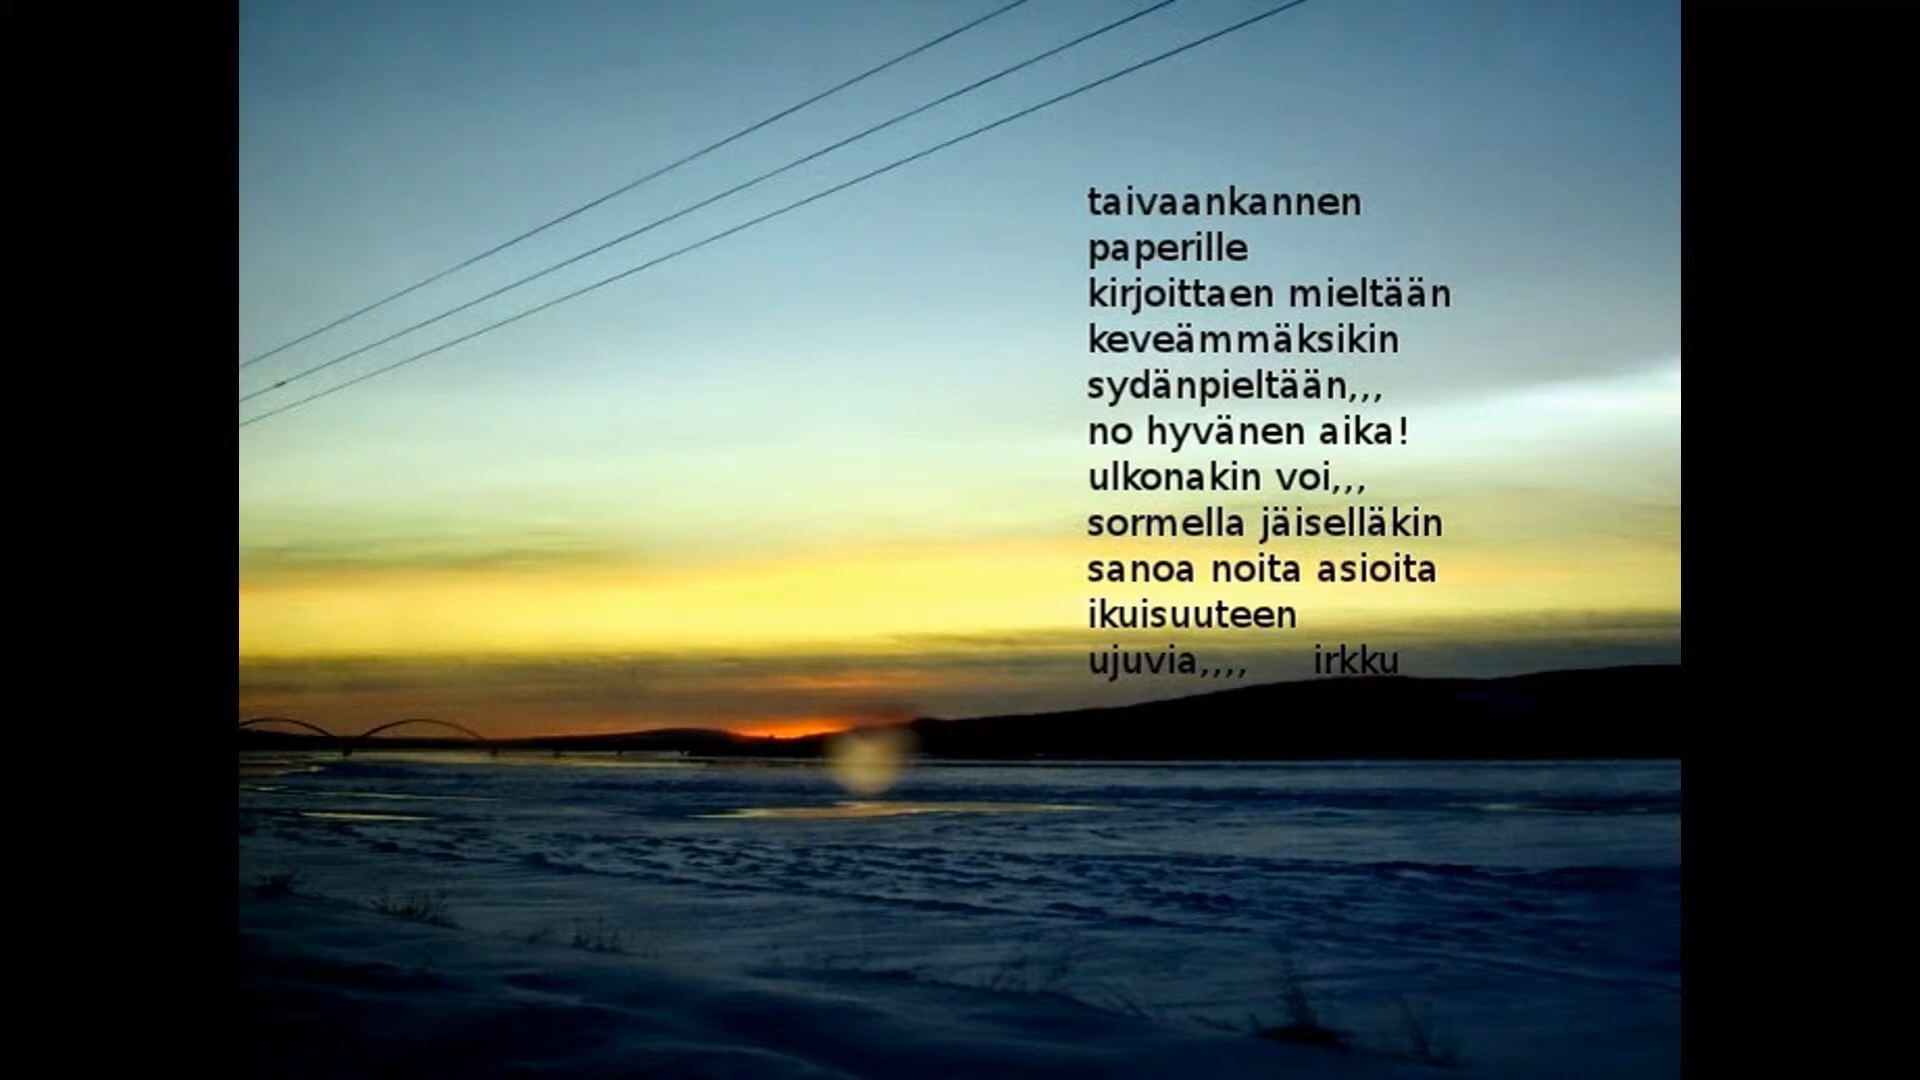 taivaankannen
paperille
kirjoittaen mieltään
keveämmäksikin
sydänpieltään,,,
no hyvänen aika!
ulkonakin voi,,,
sormella jäiselläkin
sanoa noita asioita
ikuisuuteen
ujuvia,,,, irkku